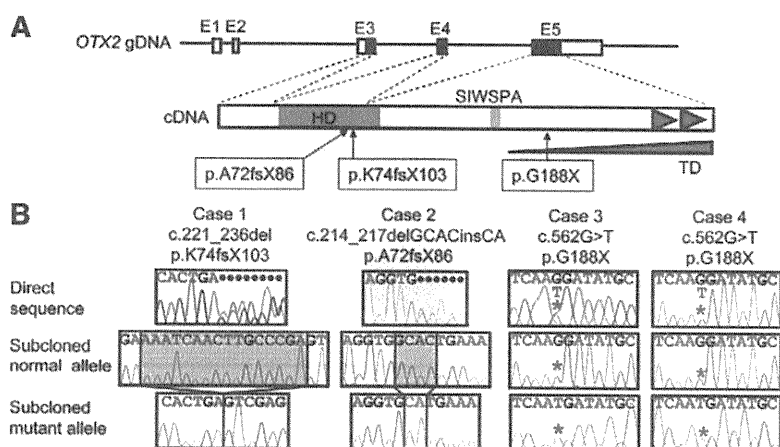 A
E1 E2 E3 E4 E5
OTX2 gDNA
SIWSPA
cDNA
HD
TD
p.A72fsX86
p.K74fsX103
p.G188X
B
Case 1 Case 2 Case 3 Case 4
c.221_236del c.214_217delGCACinsCA c.562G>T c.562G>T
p.K74fsX103 p.A72fsX86 p.G188X p.G188X
Direct sequence
CACTGA AGGTG TCAAGGATATGC TCAAGGATATGC
T T
* *
Subcloned normal allele
GAAAATCAACTTGCCCGAGT AGGTGGCACTGAAA TCAAGGATATGC TCAAGGATATGC
* *
Subcloned mutant allele
CACTGAGTCGAG AGGTGCATGAAA TCAATGATATGC TCAATGATATGC
* *